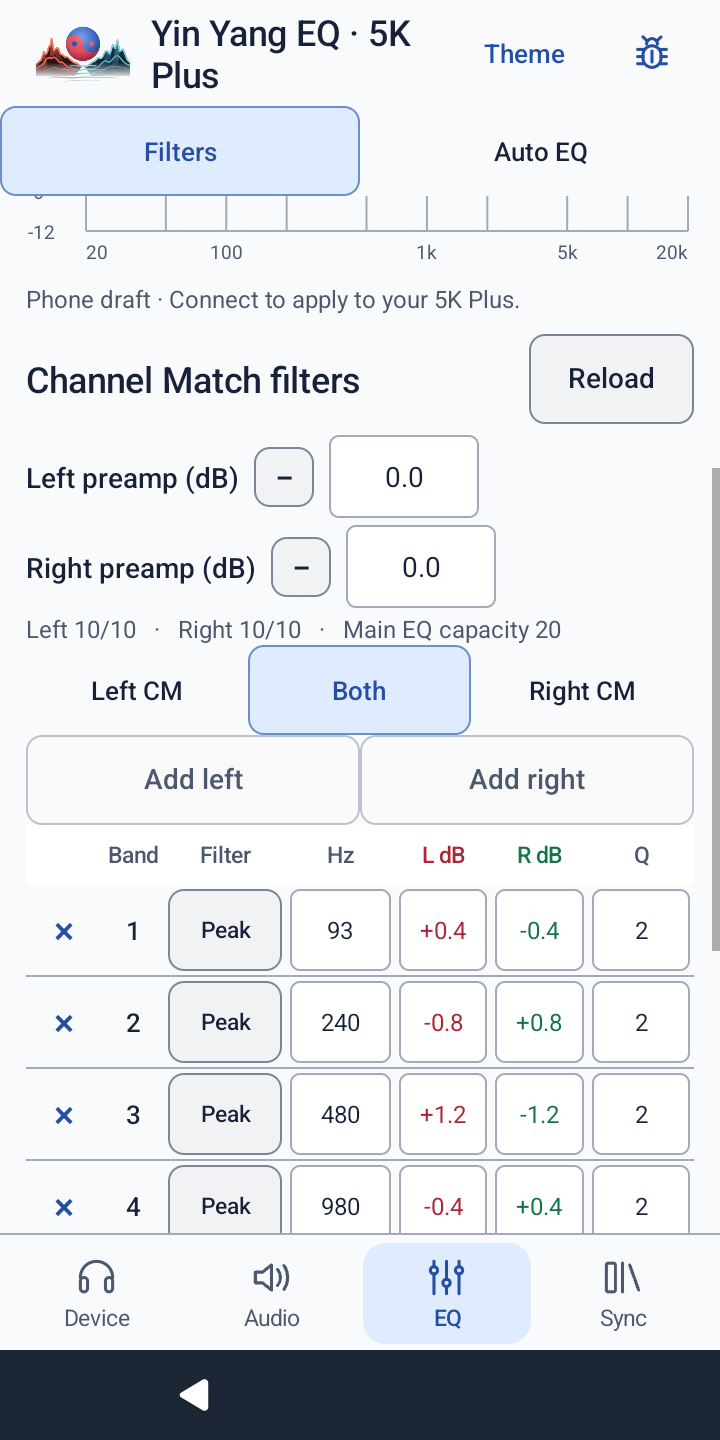 Yin Yang EQ · 5K
Plus
Theme
Filters
Auto EQ
-12
20 100 1k 5k 20k
Phone draft · Connect to apply to your 5K Plus.
Channel Match filters
Reload
Left preamp (dB) − 0.0
Right preamp (dB) − 0.0
Left 10/10 · Right 10/10 · Main EQ capacity 20
Left CM Both Right CM
Add left Add right
Band Filter Hz L dB R dB Q
× 1 Peak 93 +0.4 -0.4 2
× 2 Peak 240 -0.8 +0.8 2
× 3 Peak 480 +1.2 -1.2 2
× 4 Peak 980 -0.4 +0.4 2
Device Audio EQ Sync